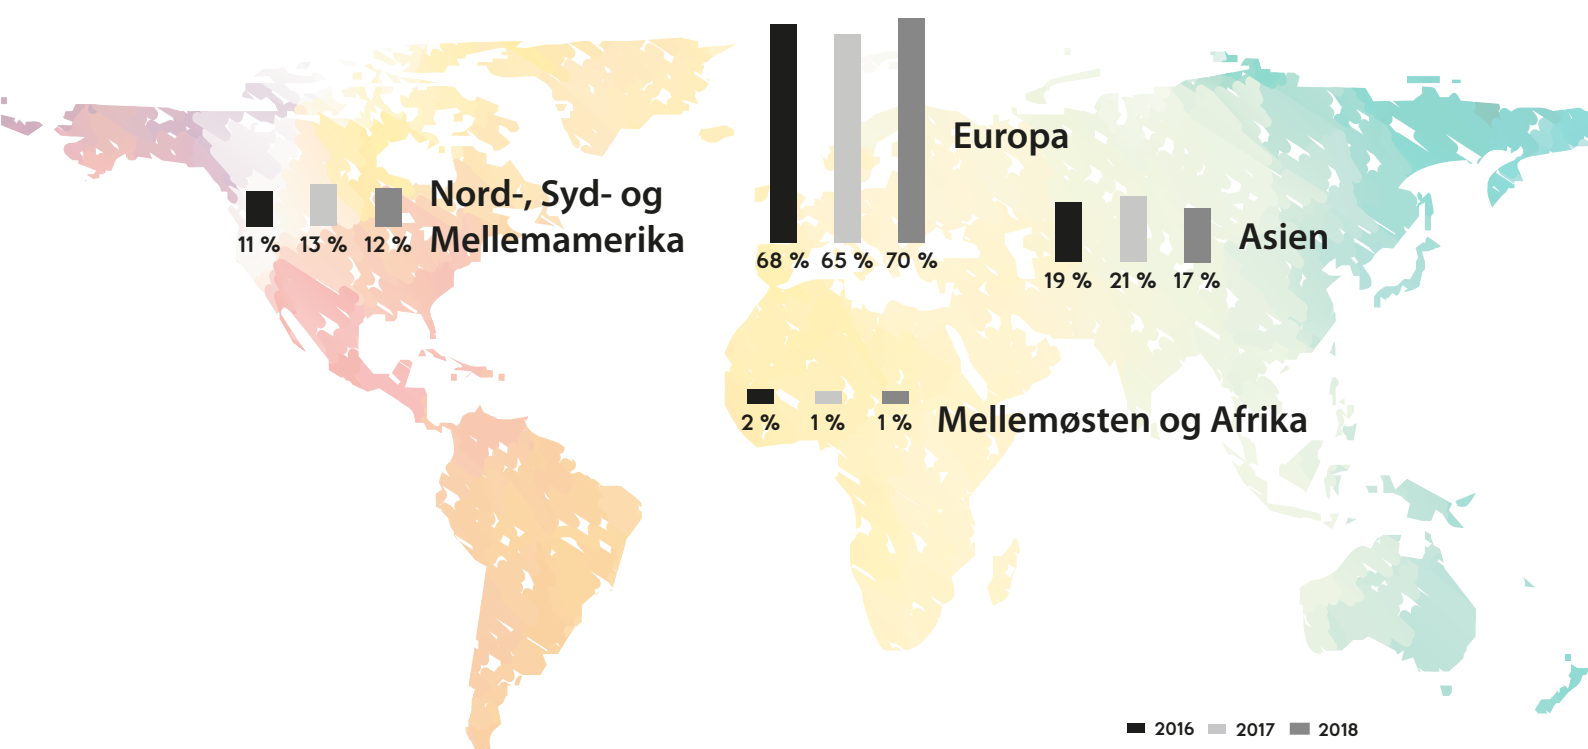 Europa
68 % 65 % 70 %
Nord-, Syd- og
Mellemamerika
11 % 13 % 12 %
Asien
19 % 21 % 17 %
Mellemøsten og Afrika
2 % 1 % 1 %
2016 2017 2018